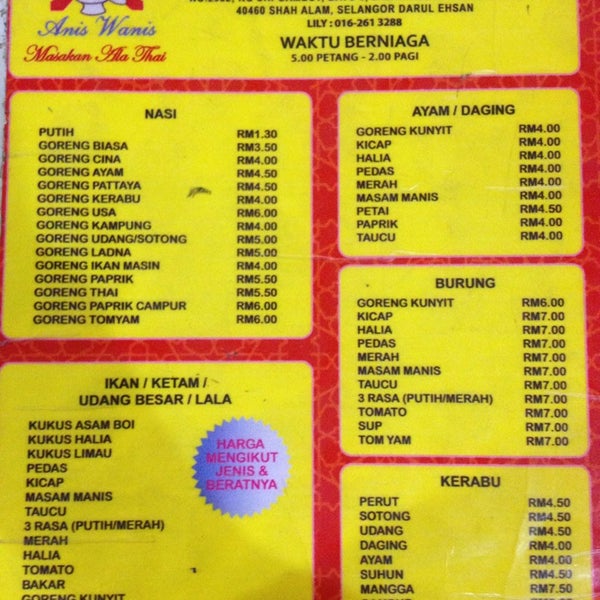 Anis Wanis
Masakan Ala Thai
40460 SHAH ALAM, SELANGOR DARUL EHSAN
LILY : 016-261 3288
WAKTU BERNIAGA
5.00 PETANG - 2.00 PAGI
NASI
PUTIH RM1.30
GORENG BIASA RM3.50
GORENG CINA RM4.00
GORENG AYAM RM4.50
GORENG PATTAYA RM4.50
GORENG KERABU RM4.00
GORENG USA RM6.00
GORENG KAMPUNG RM4.00
GORENG UDANG/SOTONG RM5.00
GORENG LADNA RM5.00
GORENG IKAN MASIN RM4.00
GORENG PAPRIK RM5.50
GORENG THAI RM5.50
GORENG PAPRIK CAMPUR RM6.00
GORENG TOMYAM RM6.00
IKAN / KETAM /
UDANG BESAR / LALA
KUKUS ASAM BOI
KUKUS HALIA
KUKUS LIMAU
PEDAS
KICAP
MASAM MANIS
TAUCU
3 RASA (PUTIH/MERAH)
MERAH
HALIA
TOMATO
BAKAR
GORENG KUNYIT
HARGA
MENGIKUT
JENIS &
BERATNYA
AYAM / DAGING
GORENG KUNYIT RM4.00
KICAP RM4.00
HALIA RM4.00
PEDAS RM4.00
MERAH RM4.00
MASAM MANIS RM4.00
PETAI RM4.50
PAPRIK RM4.00
TAUCU RM4.00
BURUNG
GORENG KUNYIT RM6.00
KICAP RM7.00
HALIA RM7.00
PEDAS RM7.00
MERAH RM7.00
MASAM MANIS RM7.00
TAUCU RM7.00
3 RASA (PUTIH/MERAH) RM7.00
TOMATO RM7.00
SUP RM7.00
TOM YAM RM7.00
KERABU
PERUT RM4.50
SOTONG RM4.50
UDANG RM4.50
DAGING RM4.00
AYAM RM4.00
SUHUN RM4.50
MANGGA RM7.50